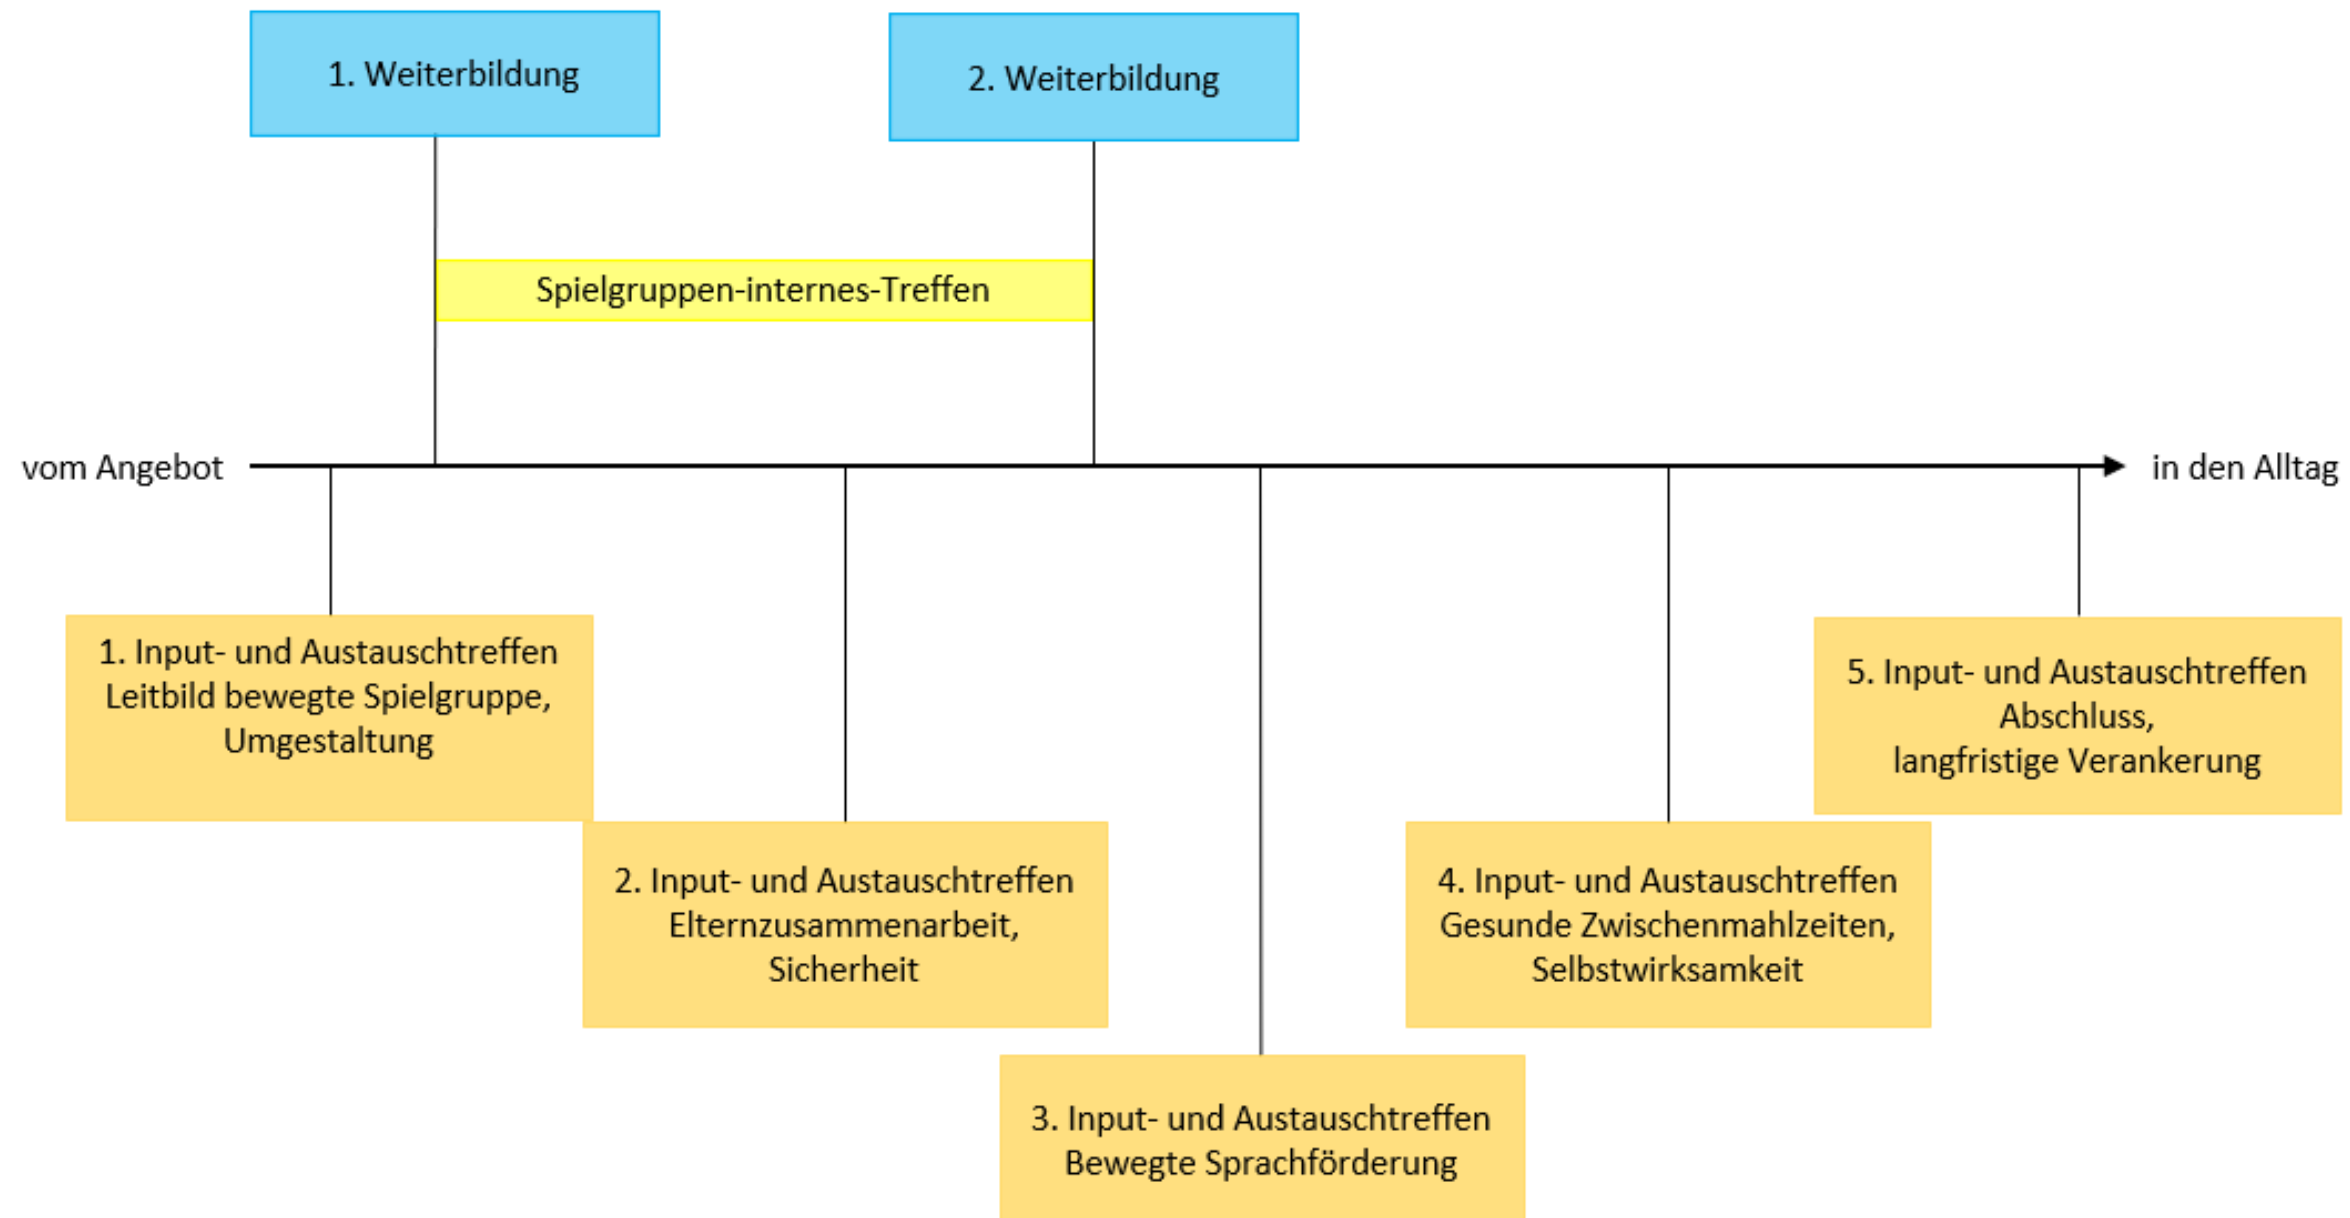 1. Weiterbildung
2. Weiterbildung
Spielgruppen-internes-Treffen
vom Angebot
in den Alltag
1. Input- und Austauschtreffen
Leitbild bewegte Spielgruppe,
Umgestaltung
2. Input- und Austauschtreffen
Elternzusammenarbeit,
Sicherheit
3. Input- und Austauschtreffen
Bewegte Sprachförderung
4. Input- und Austauschtreffen
Gesunde Zwischenmahlzeiten,
Selbstwirksamkeit
5. Input- und Austauschtreffen
Abschluss,
langfristige Verankerung